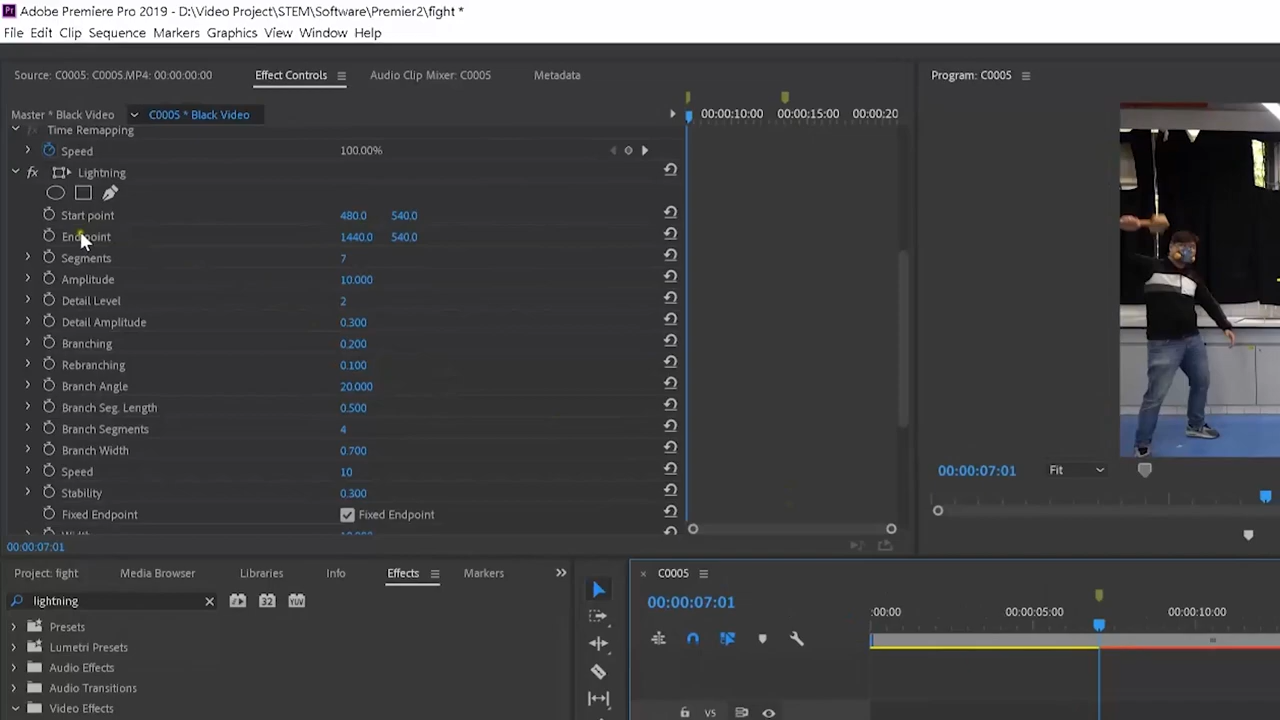 Adobe Premiere Pro 2019 - D:\Video Project\STEM\Software\Premier2\fight *
File Edit Clip Sequence Markers Graphics View Window Help
Source: C0005: C0005.MP4: 00:00:00:00 Effect Controls Audio Clip Mixer: C0005 Metadata
Program: C0005
Master * Black Video C0005 * Black Video
00:00:10:00 00:00:15:00 00:00:20
Time Remapping
Speed 100.00%
fx Lightning
Start point 480.0 540.0
Endpoint 1440.0 540.0
Segments 7
Amplitude 10.000
Detail Level 2
Detail Amplitude 0.300
Branching 0.200
Rebranching 0.100
Branch Angle 20.000
Branch Seg. Length 0.500
Branch Segments 4
Branch Width 0.700
Speed 10
Stability 0.300
Fixed Endpoint Fixed Endpoint
00:00:07:01
00:00:07:01 Fit
Project: fight Media Browser Libraries Info Effects Markers
lightning 32 YUV
Presets
Lumetri Presets
Audio Effects
Audio Transitions
Video Effects
C0005
00:00:07:01
:00:00 00:00:05:00 00:00:10:00
V5